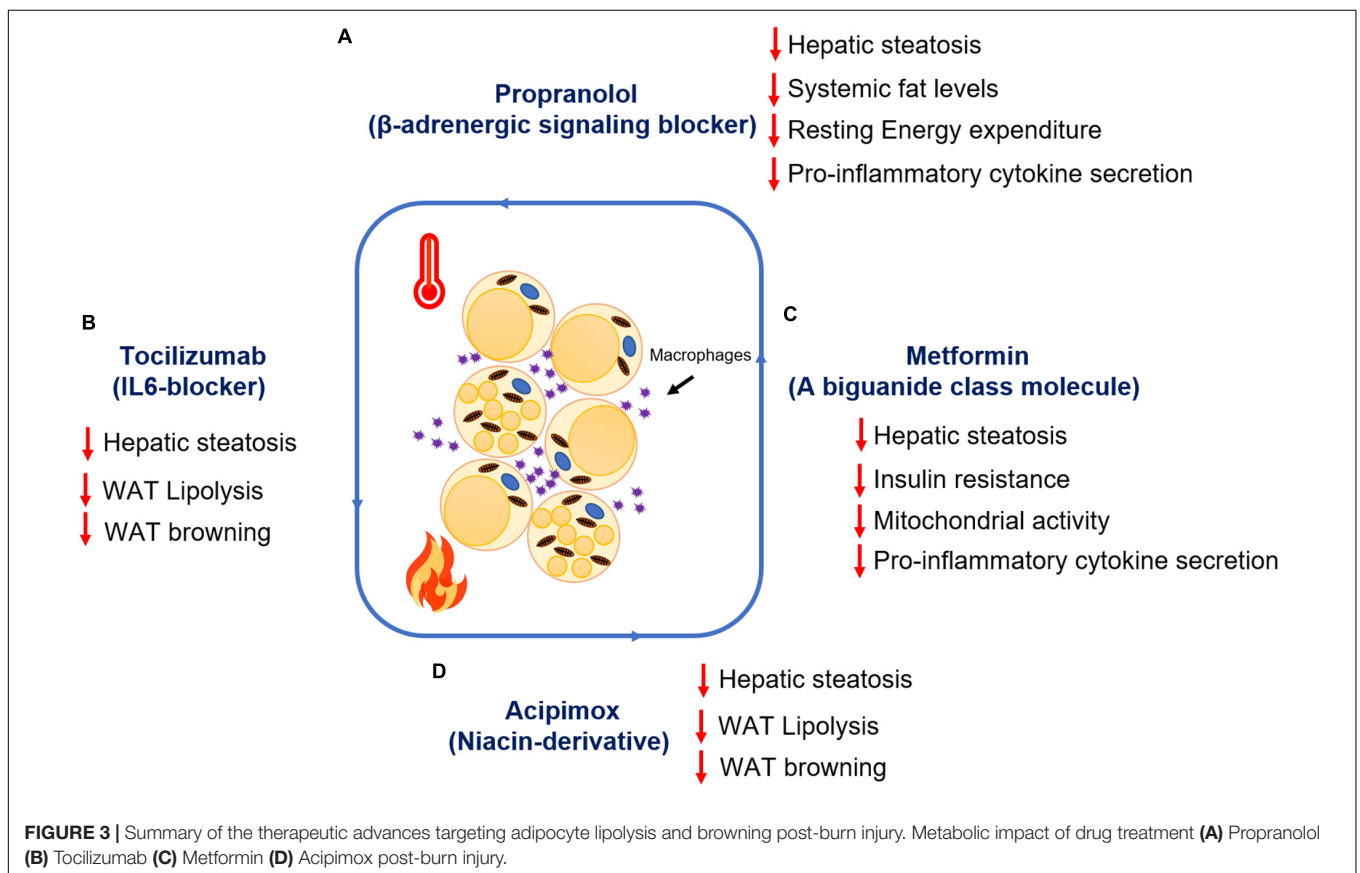 A
Propranolol
(β-adrenergic signaling blocker)
Hepatic steatosis
Systemic fat levels
Resting Energy expenditure
Pro-inflammatory cytokine secretion
B
Tocilizumab
(IL6-blocker)
Hepatic steatosis
WAT Lipolysis
WAT browning
Macrophages
C
Metformin
(A biguanide class molecule)
Hepatic steatosis
Insulin resistance
Mitochondrial activity
Pro-inflammatory cytokine secretion
D
Acipimox
(Niacin-derivative)
Hepatic steatosis
WAT Lipolysis
WAT browning
FIGURE 3 | Summary of the therapeutic advances targeting adipocyte lipolysis and browning post-burn injury. Metabolic impact of drug treatment (A) Propranolol
(B) Tocilizumab (C) Metformin (D) Acipimox post-burn injury.